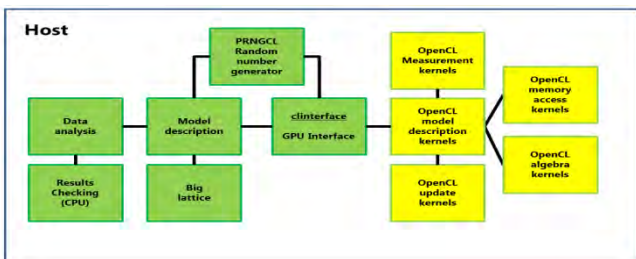 Host
PRNGCL
Random
number
generator
OpenCL
Measurement
kernels
OpenCL
memory
access
kernels
Data
analysis
Model
description
clinterface
GPU Interface
OpenCL
model
description
kernels
OpenCL
algebra
kernels
Results
Checking
(CPU)
Big
lattice
OpenCL
update
kernels